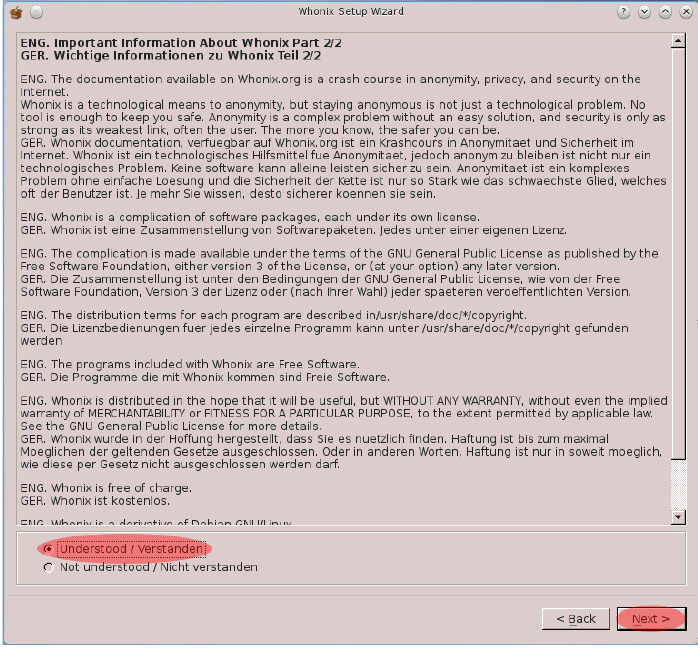 Whonix Setup Wizard
ENG. Important Information About Whonix Part 2/2
GER. Wichtige Informationen zu Whonix Teil 2/2
ENG. The documentation available on Whonix.org is a crash course in anonymity, privacy, and security on the
Internet.
Whonix is a technological means to anonymity, but staying anonymous is not just a technological problem. No
tool is enough to keep you safe. Anonymity is a complex problem without an easy solution, and security is only as
strong as its weakest link, often the user. The more you know, the safer you can be.
GER. Whonix documentation, verfuegbar auf Whonix.org ist ein Krashcours in Anonymitaet und Sicherheit im
Internet. Whonix ist ein technologisches Hilfsmittel fue Anonymitaet, jedoch anonym zu bleiben ist nicht nur ein
technologisches Problem. Keine software kann alleine leisten sicher zu sein. Anonymitaet ist ein komplexes
Problem ohne einfache Loesung und die Sicherheit der Kette ist nur so Stark wie das schwaechste Glied, welches
oft der Benutzer ist. Je mehr Sie wissen, desto sicherer koennen sie sein.
ENG. Whonix is a complication of software packages, each under its own license.
GER. Whonix ist eine Zusammenstellung von Softwarepaketen. Jedes unter einer eigenen Lizenz.
ENG. The complication is made available under the terms of the GNU General Public License as published by the
Free Software Foundation, either version 3 of the License, or (at your option) any later version.
GER. Die Zusammenstellung ist unter den Bedingungen der GNU General Public License, wie von der Free
Software Foundation, Version 3 der Lizenz oder (nach Ihrer Wahl) jeder spaeteren veroeffentlichten Version.
ENG. The distribution terms for each program are described in/usr/share/doc/*/copyright.
GER. Die Lizenzbedienungen fuer jedes einzelne Programm kann unter /usr/share/doc/*/copyright gefunden
werden
ENG. The programs included with Whonix are Free Software.
GER. Die Programme die mit Whonix kommen sind Freie Software.
ENG. Whonix is distributed in the hope that it will be useful, but WITHOUT ANY WARRANTY, without even the implied
warranty of MERCHANTABILITY or FITNESS FOR A PARTICULAR PURPOSE, to the extent permitted by applicable law.
See the GNU General Public License for more details.
GER. Whonix wurde in der Hoffung hergestellt, dass Sie es nuetzlich finden. Haftung ist bis zum maximal
Moeglichen der geltenden Gesetze ausgeschlossen. Oder in anderen Worten, Haftung ist nur in soweit moeglich,
wie diese per Gesetz nicht ausgeschlossen werden darf.
ENG. Whonix is free of charge.
GER. Whonix ist kostenlos.
ENG. Whonix is a derivative of Debian GNU/Linux.
Understood / Verstanden
Not understood / Nicht verstanden
< Back
Next >